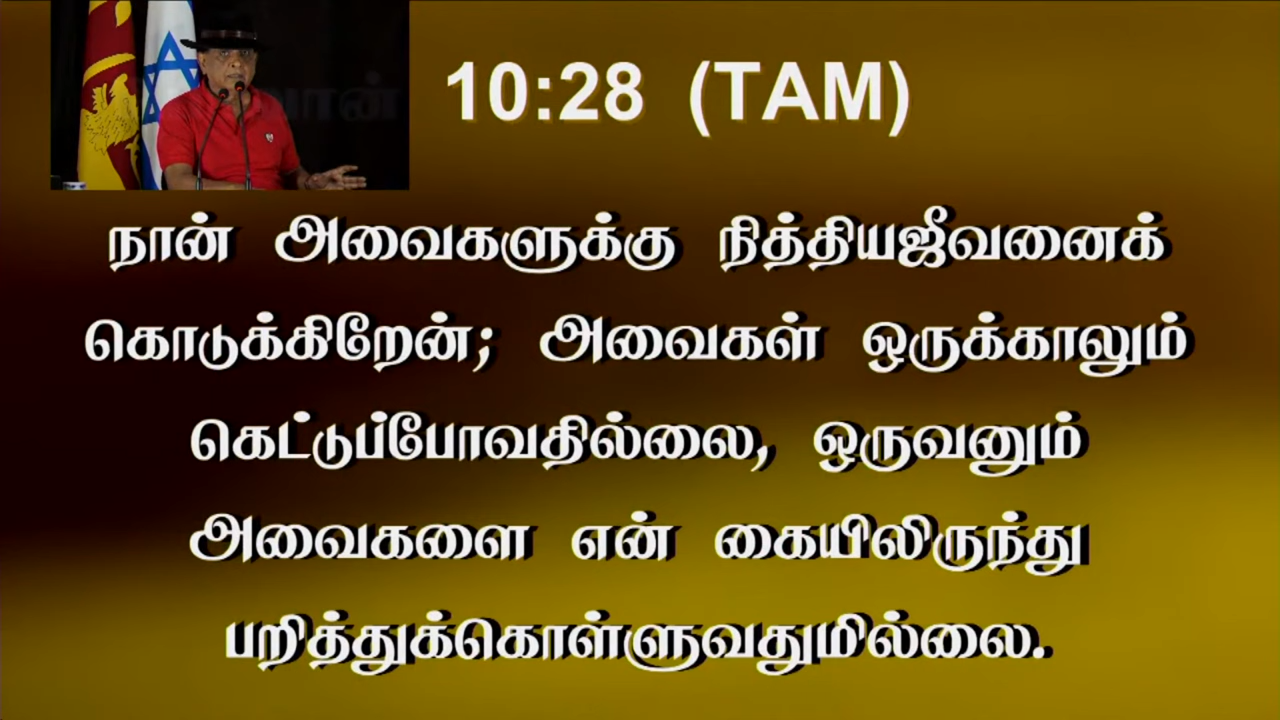 10:28 (TAM)
நான் அவைகளுக்கு நித்தியஜீவனைக்
கொடுக்கிறேன்; அவைகள் ஒருக்காலும்
கெட்டுப்போவதில்லை, ஒருவனும்
அவைகளை என் கையிலிருந்து
பறித்துக்கொள்ளுவதுமில்லை.